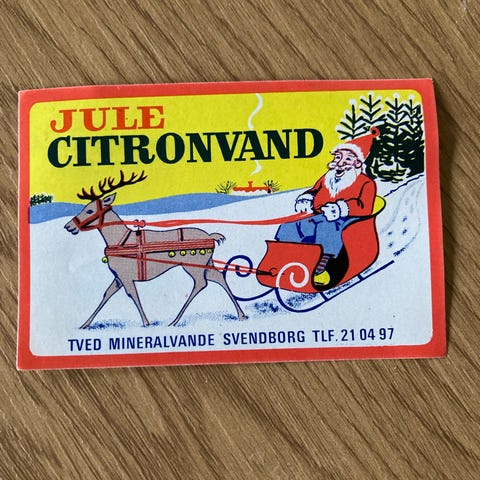 JULE
CITRONVAND
TVED MINERALVANDE SVENDBORG TLF. 21 04 97